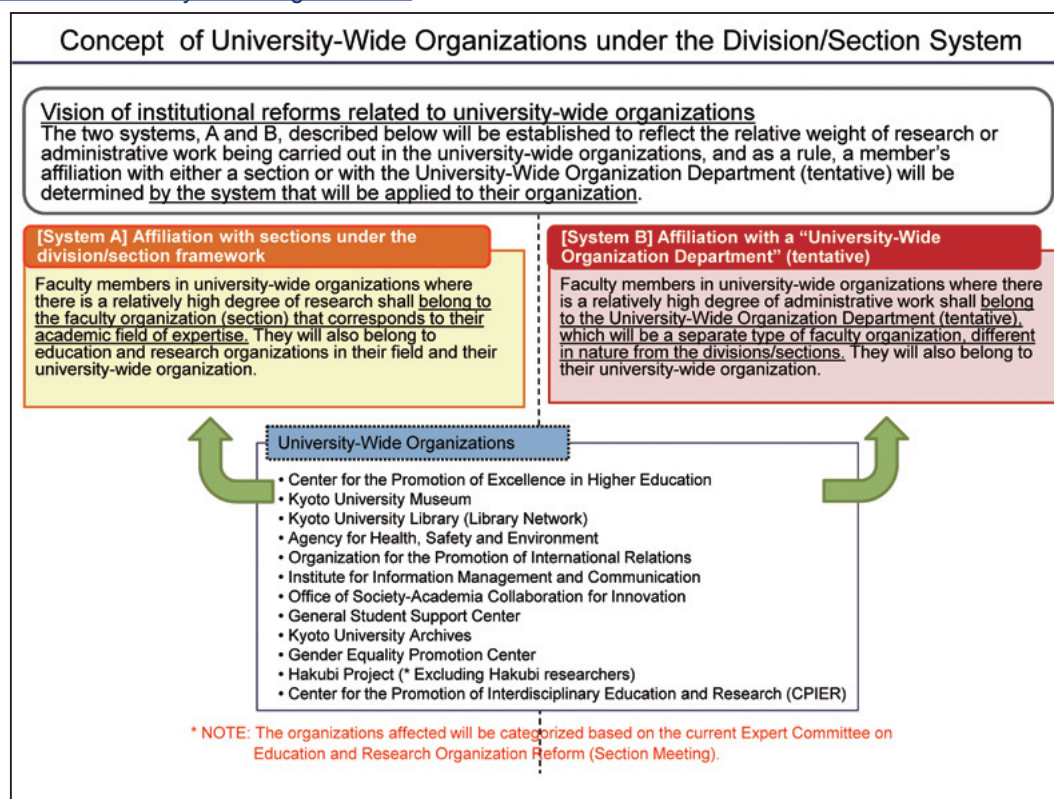 Concept of University-Wide Organizations under the Division/Section System
Vision of institutional reforms related to university-wide organizations
The two systems, A and B, described below will be established to reflect the relative weight of research or
administrative work being carried out in the university-wide organizations, and as a rule, a member's
affiliation with either a section or with the University-Wide Organization Department (tentative) will be
determined by the system that will be applied to their organization.
[System A] Affiliation with sections under the
division/section framework
Faculty members in university-wide organizations where
there is a relatively high degree of research shall belong to
the faculty organization (section) that corresponds to their
academic field of expertise. They will also belong to
education and research organizations in their field and their
university-wide organization.
[System B] Affiliation with a “University-Wide
Organization Department” (tentative)
Faculty members in university-wide organizations where there
is a relatively high degree of administrative work shall belong
to the University-Wide Organization Department (tentative),
which will be a separate type of faculty organization, different
in nature from the divisions/sections. They will also belong to
their university-wide organization.
University-Wide Organizations
• Center for the Promotion of Excellence in Higher Education
• Kyoto University Museum
• Kyoto University Library (Library Network)
• Agency for Health, Safety and Environment
• Organization for the Promotion of International Relations
• Institute for Information Management and Communication
• Office of Society-Academia Collaboration for Innovation
• General Student Support Center
• Kyoto University Archives
• Gender Equality Promotion Center
• Hakubi Project (* Excluding Hakubi researchers)
• Center for the Promotion of Interdisciplinary Education and Research (CPIER)
* NOTE: The organizations affected will be categorized based on the current Expert Committee on
Education and Research Organization Reform (Section Meeting).